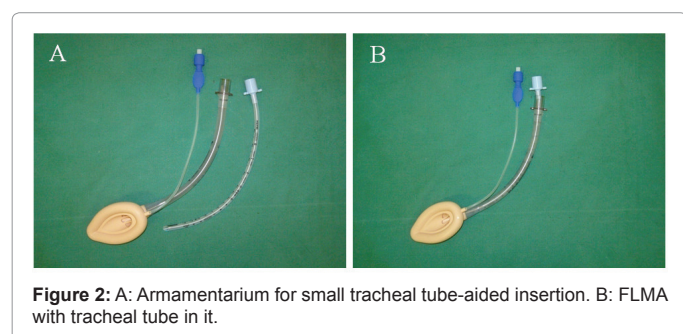 A
B
Figure 2: A: Armamentarium for small tracheal tube-aided insertion. B: FLMA
with tracheal tube in it.